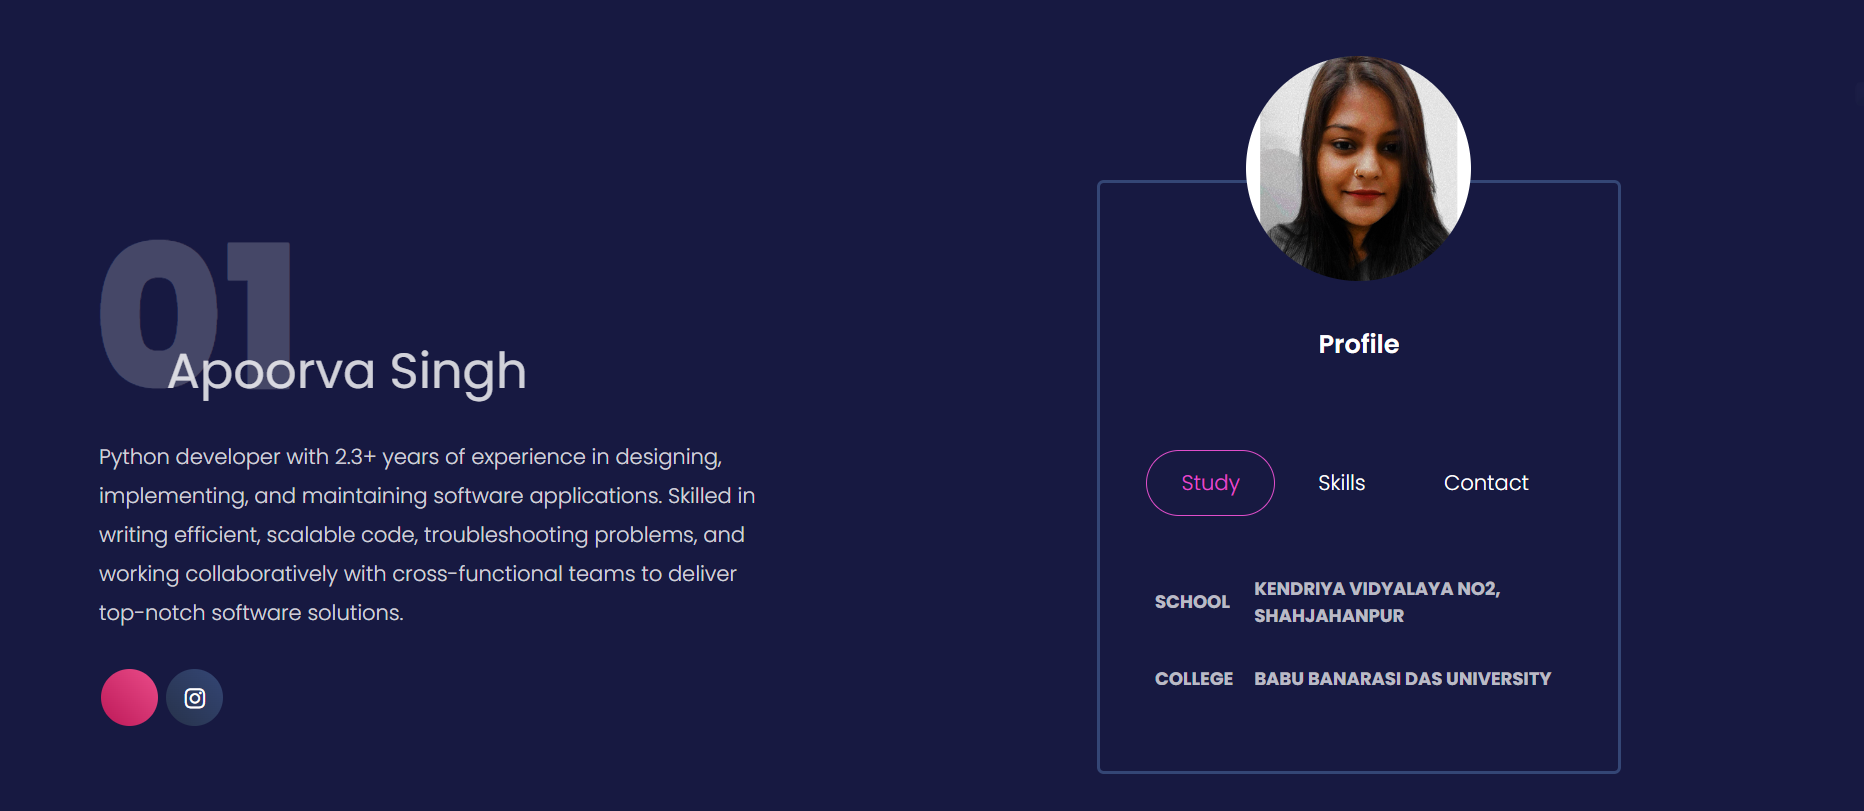 01
Apoorva Singh
Python developer with 2.3+ years of experience in designing,
implementing, and maintaining software applications. Skilled in
writing efficient, scalable code, troubleshooting problems, and
working collaboratively with cross-functional teams to deliver
top-notch software solutions.
Profile
Study Skills Contact
SCHOOL KENDRIYA VIDYALAYA NO2,
SHAHJAHANPUR
COLLEGE BABU BANARASI DAS UNIVERSITY